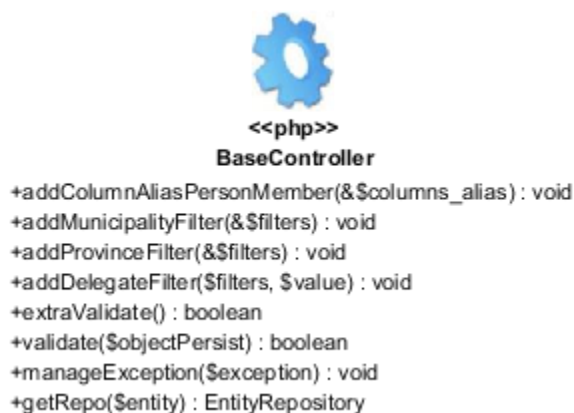 <<php>>
BaseController
+addColumnAliasPersonMember(&$columns_alias) : void
+addMunicipalityFilter(&$filters) : void
+addProvinceFilter(&$filters) : void
+addDelegateFilter($filters, $value) : void
+extraValidate() : boolean
+validate($objectPersist) : boolean
+manageException($exception) : void
+getRepo($entity) : EntityRepository